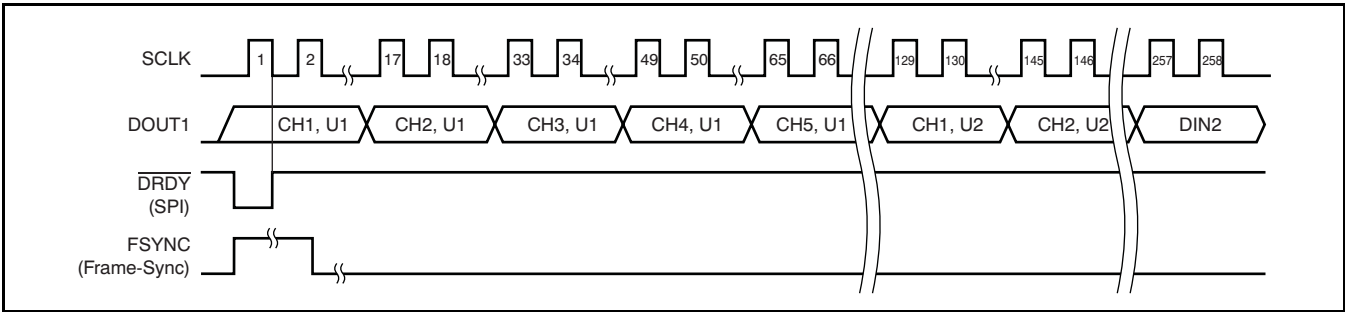 SCLK 1 2 17 18 33 34 49 50 65 66 129 130 145 146 257 258
DOUT1 CH1, U1 CH2, U1 CH3, U1 CH4, U1 CH5, U1 CH1, U2 CH2, U2 DIN2
DRDY
(SPI)
FSYNC
(Frame-Sync)